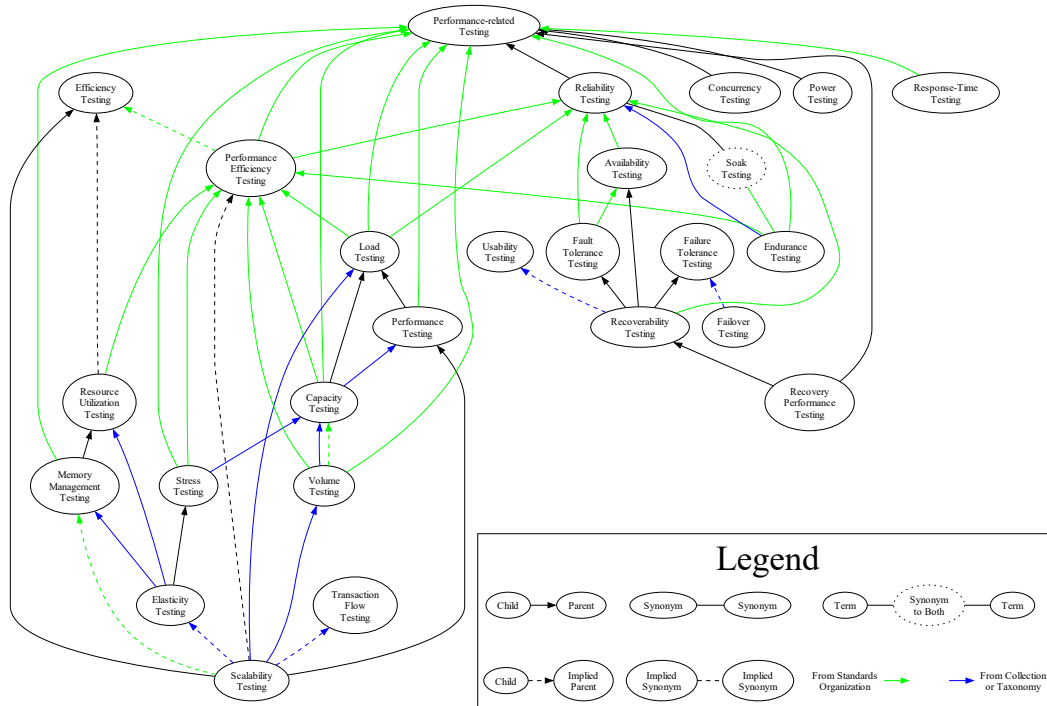 Performance-related
Testing
Efficiency
Testing
Reliability
Testing
Concurrency
Testing
Power
Testing
Response-Time
Testing
Performance
Efficiency
Testing
Availability
Testing
Soak
Testing
Load
Testing
Usability
Testing
Fault
Tolerance
Testing
Failure
Tolerance
Testing
Endurance
Testing
Performance
Testing
Recoverability
Testing
Failover
Testing
Resource
Utilization
Testing
Capacity
Testing
Recovery
Performance
Testing
Memory
Management
Testing
Stress
Testing
Volume
Testing
Elasticity
Testing
Transaction
Flow
Testing
Scalability
Testing
Legend
Child
Parent
Synonym
Synonym
Term
Synonym
to Both
Term
Child
Implied
Parent
Implied
Synonym
Implied
Synonym
From Standards
Organization
From Collection
or Taxonomy